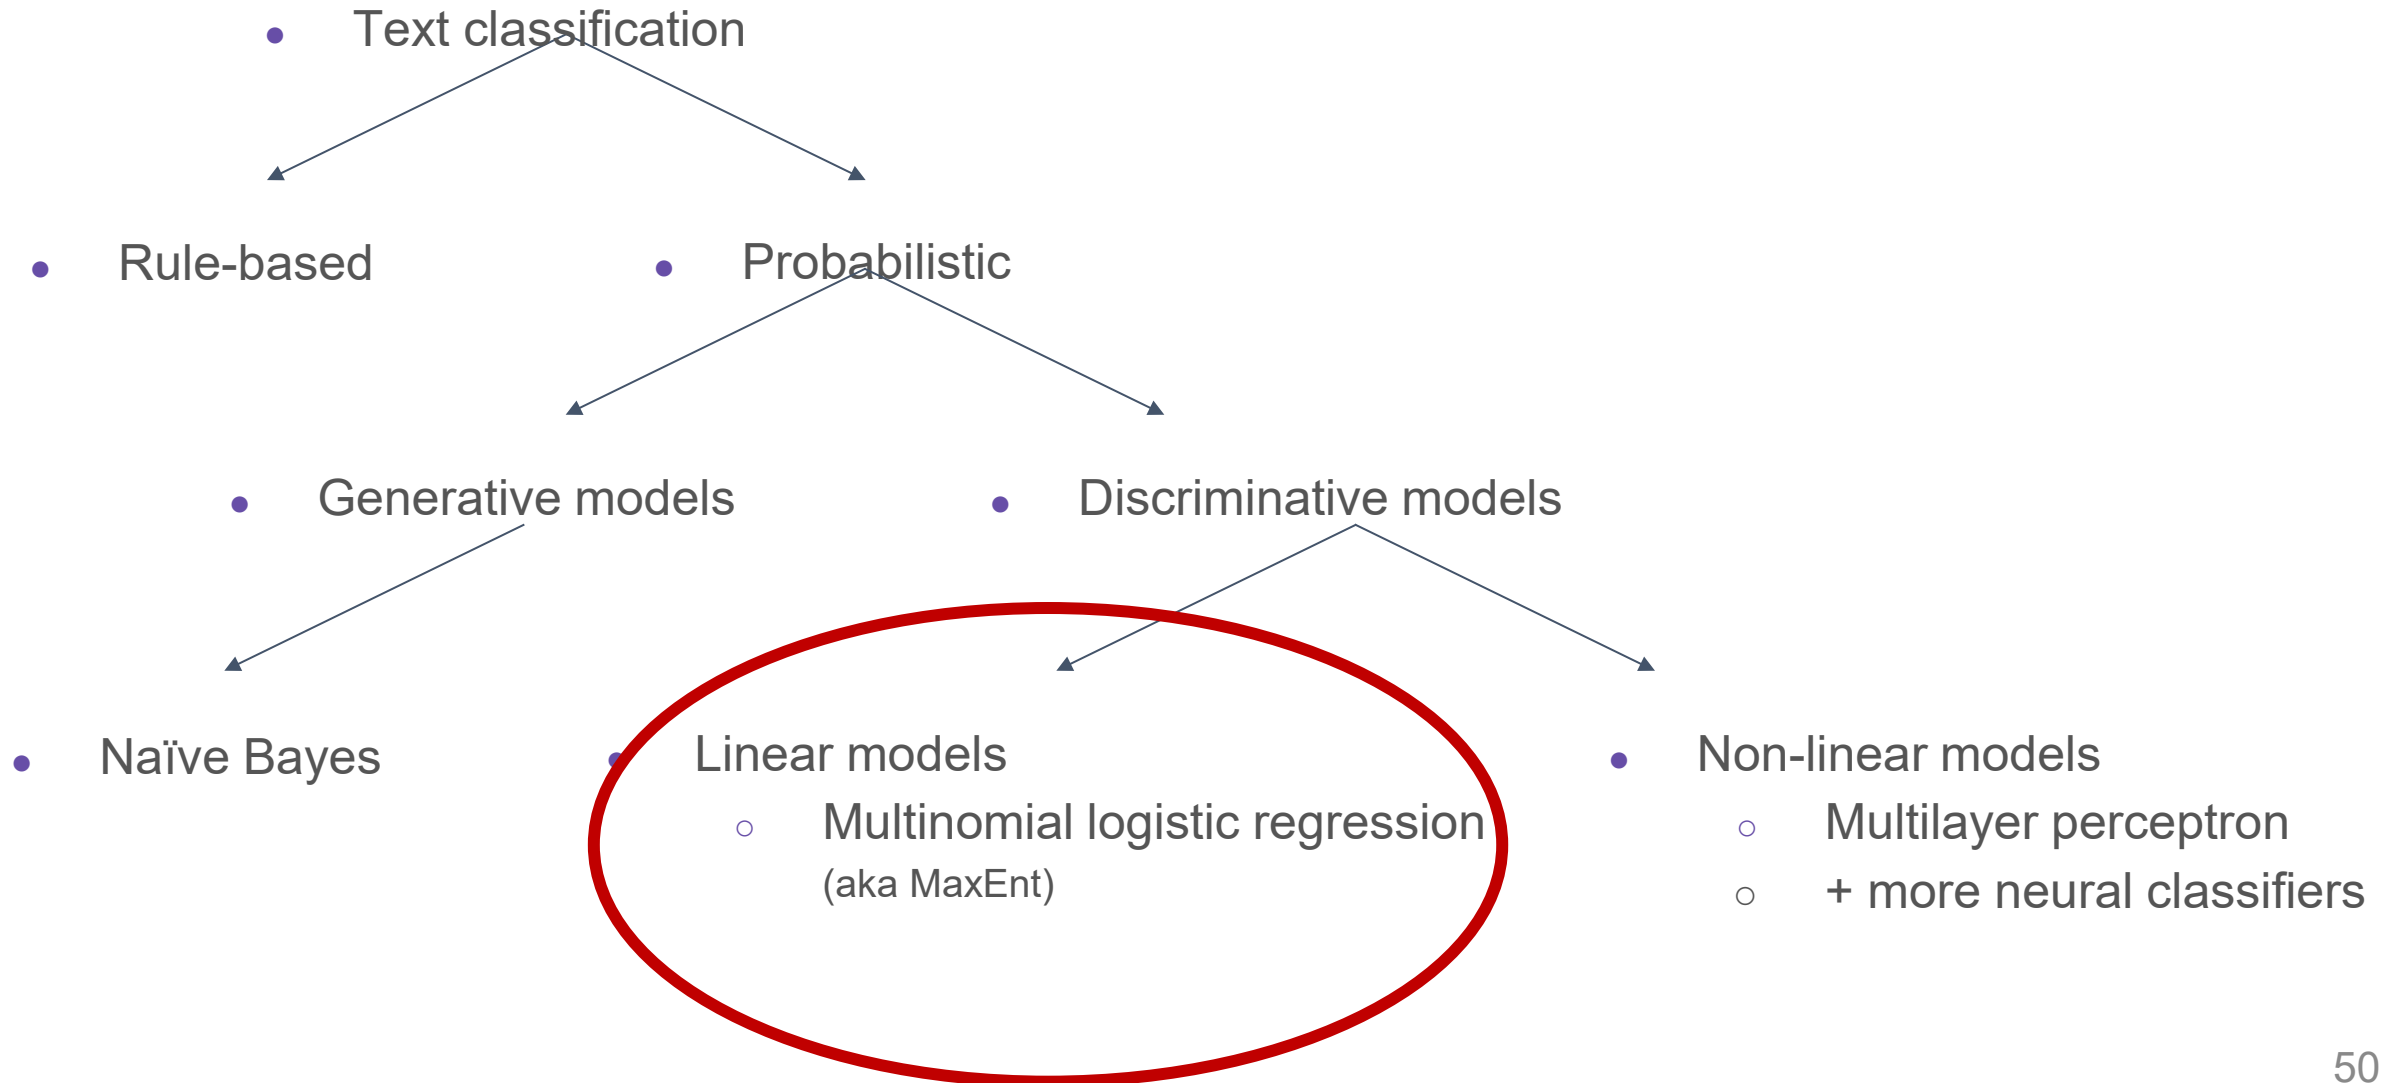 Text classification
Rule-based
Probabilistic
Generative models
Discriminative models
Naïve Bayes
Linear models
Multinomial logistic regression
(aka MaxEnt)
Non-linear models
Multilayer perceptron
+ more neural classifiers
50